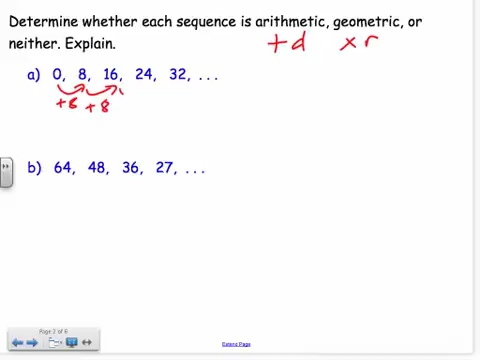 Determine whether each sequence is arithmetic, geometric, or
neither. Explain.
+d xr
a) 0, 8, 16, 24, 32, ...
+8 +8
b) 64, 48, 36, 27, ...
Page 2 of 6
Extend Page